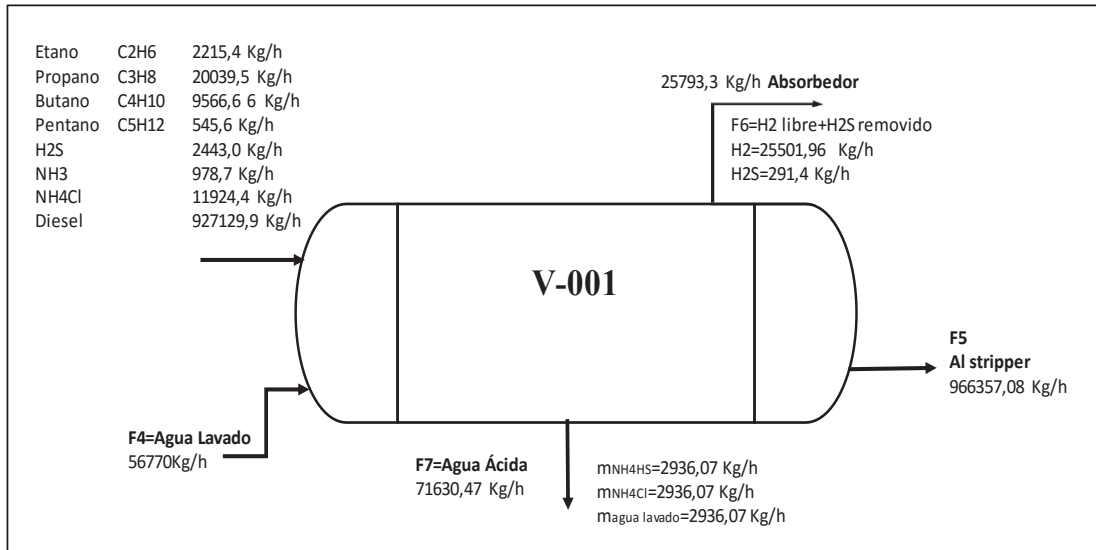 Etano C2H6 2215,4 Kg/h
Propano C3H8 20039,5 Kg/h
Butano C4H10 9566,6 6 Kg/h
Pentano C5H12 545,6 Kg/h
H2S 2443,0 Kg/h
NH3 978,7 Kg/h
NH4Cl 11924,4 Kg/h
Diesel 927129,9 Kg/h
25793,3 Kg/h Absorbedor
F6=H2 libre+H2S removido
H2=25501,96 Kg/h
H2S=291,4 Kg/h
V-001
F5
Al stripper
966357,08 Kg/h
F4=Agua Lavado
56770Kg/h
F7=Agua Ácida
71630,47 Kg/h
mNH4HS=2936,07 Kg/h
mNH4Cl=2936,07 Kg/h
magua lavado=2936,07 Kg/h